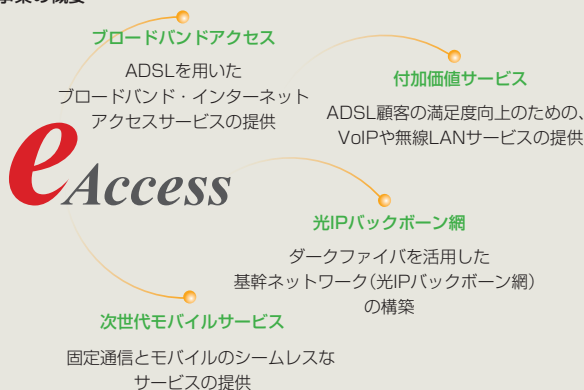 事業の概要
ブロードバンドアクセス
ADSLを用いた
ブロードバンド・インターネット
アクセスサービスの提供
付加価値サービス
ADSL顧客の満足度向上のための、
VoIPや無線LANサービスの提供
eAccess
光IPバックボーン網
ダークファイバを活用した
基幹ネットワーク(光IPバックボーン網)
の構築
次世代モバイルサービス
固定通信とモバイルのシームレスな
サービスの提供